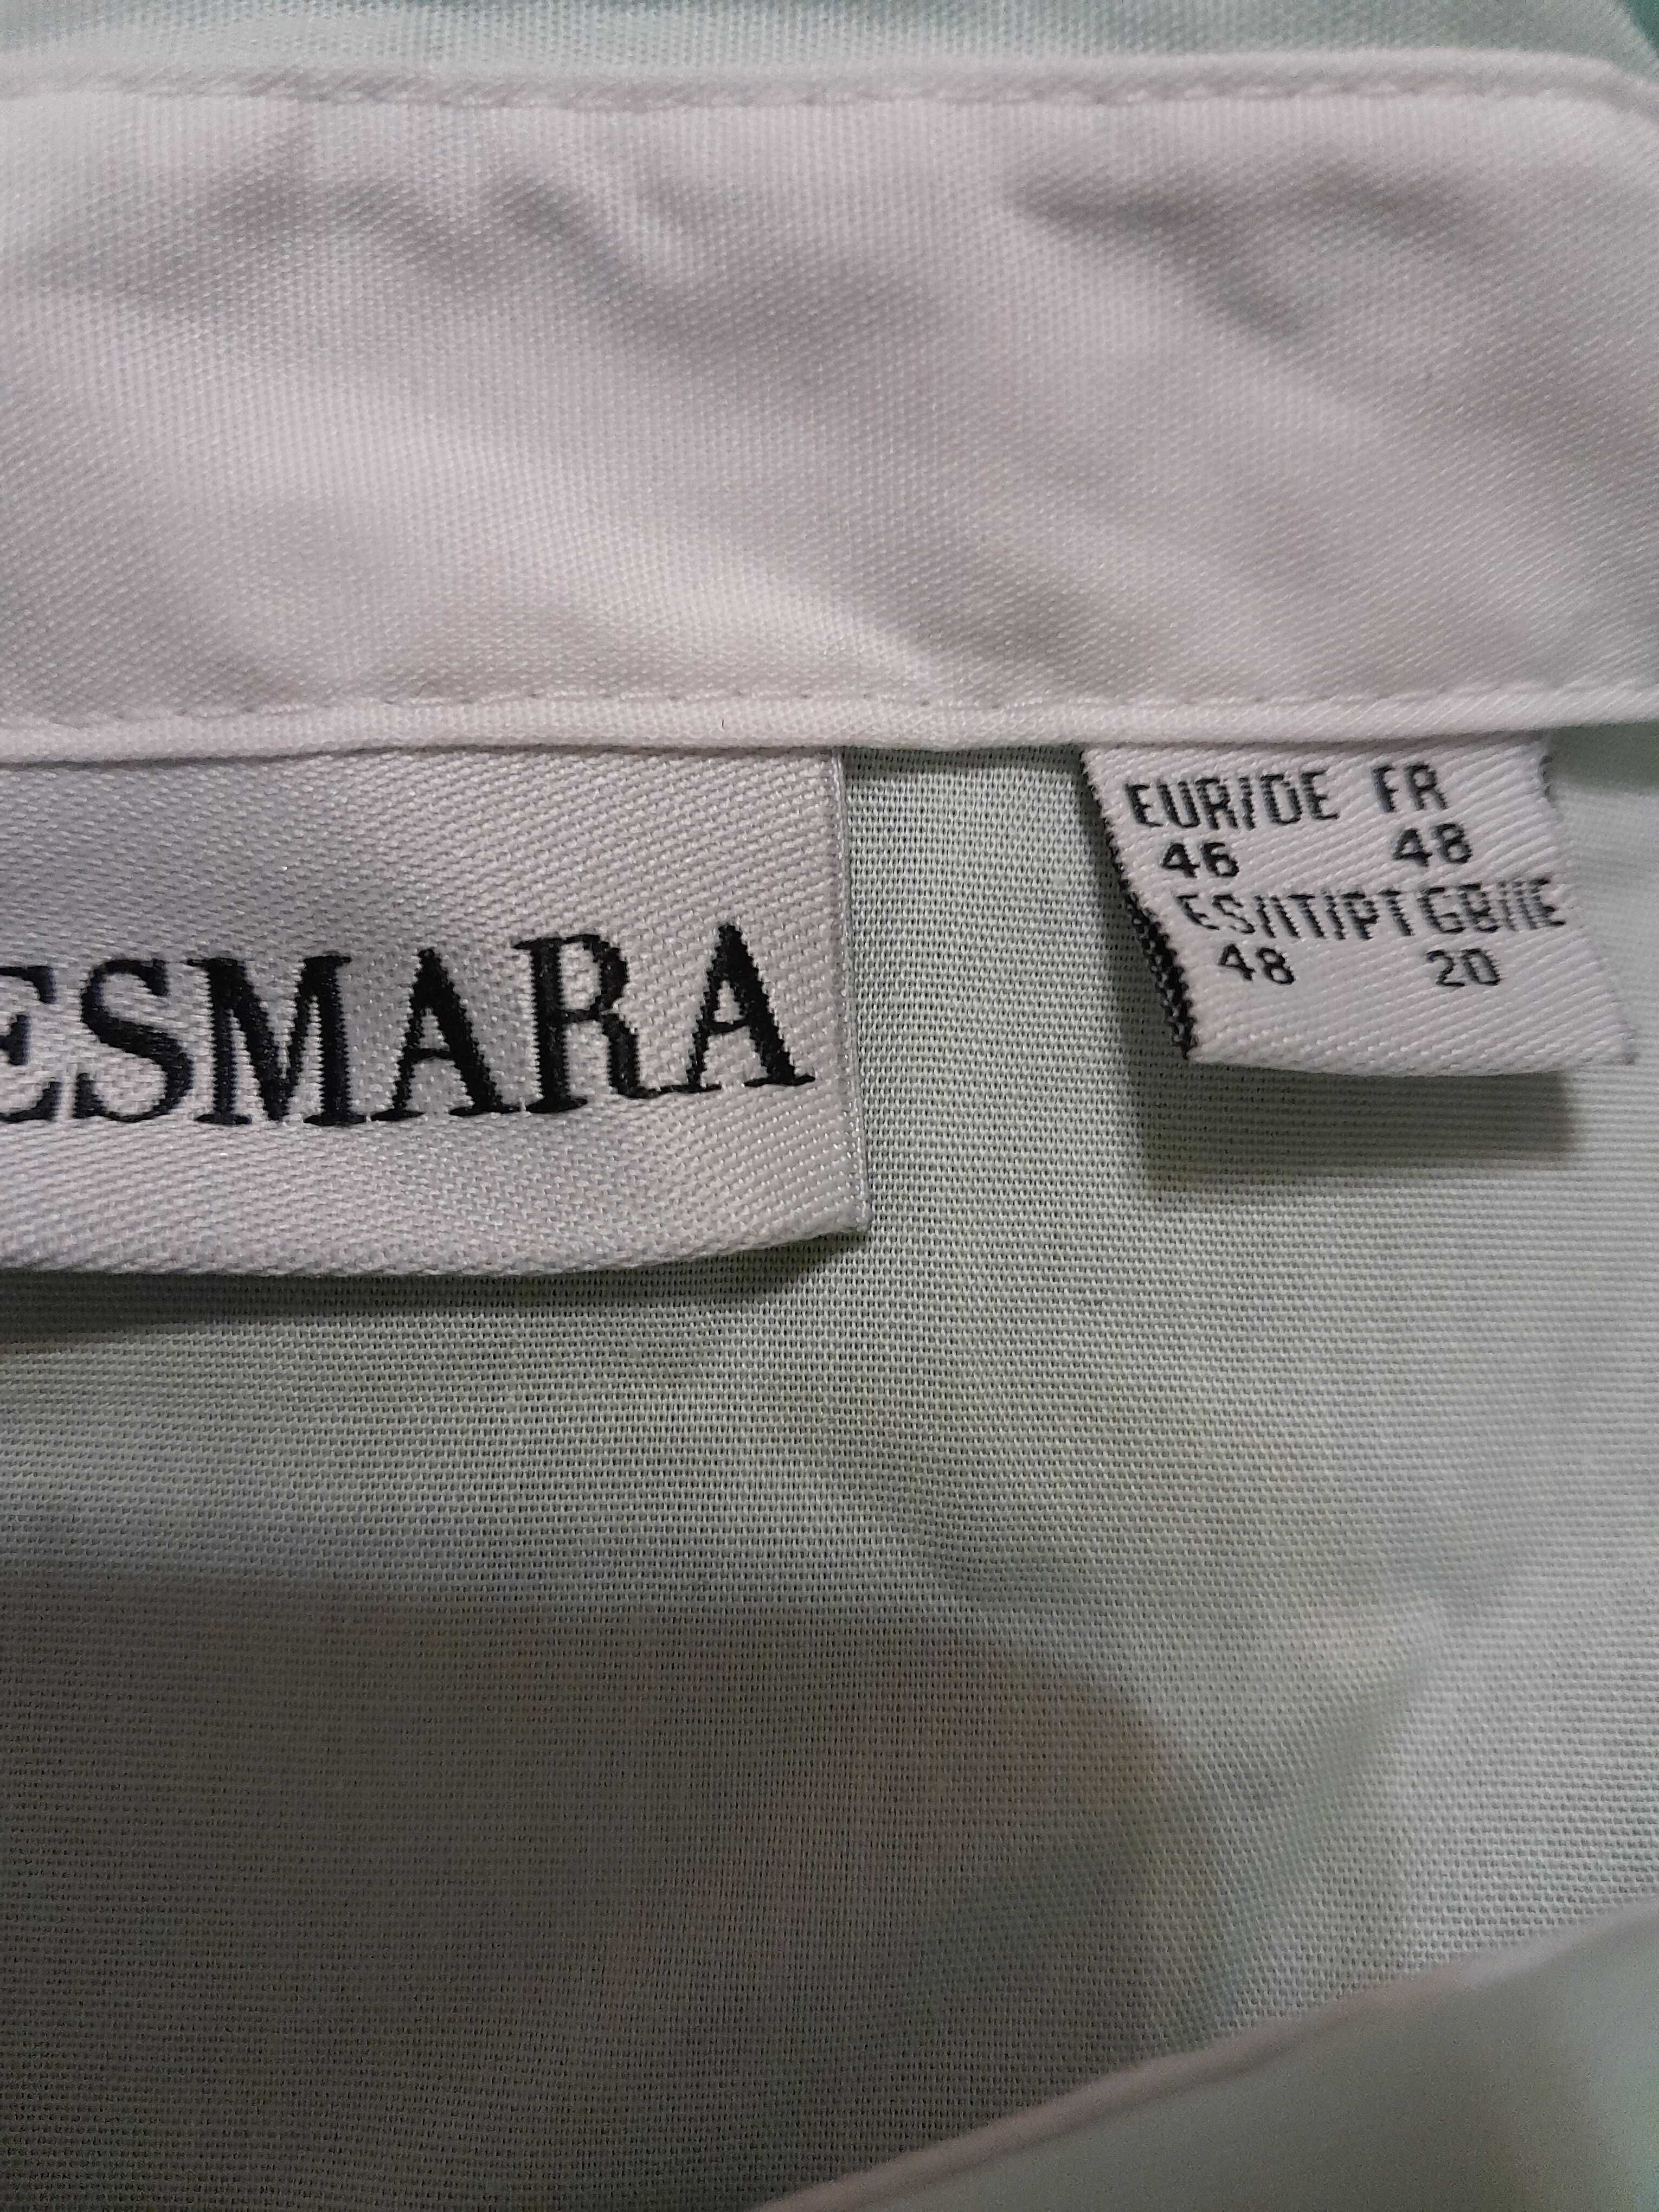 ESMARA
EUR/DE FR
46 48
ES/IT/PT GB/IE
48 20